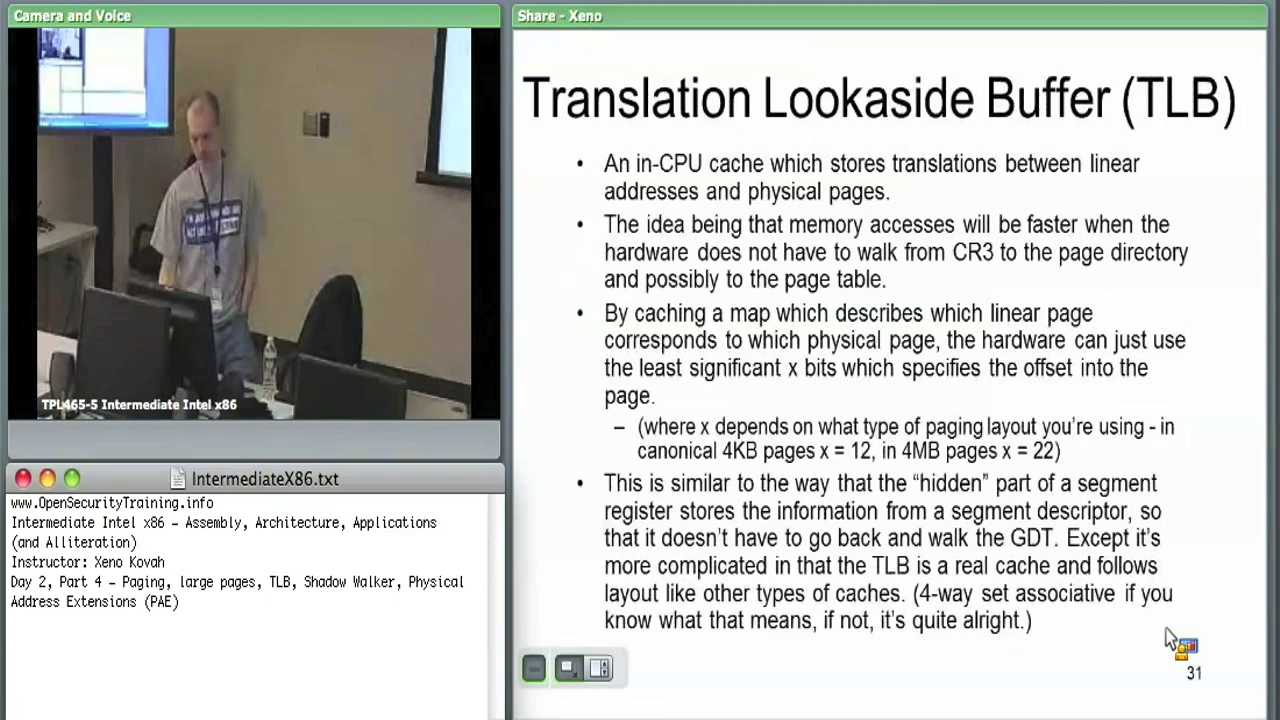 Camera and Voice
TPL465-5 Intermediate Intel x86
IntermediateX86.txt
www.OpenSecurityTraining.info
Intermediate Intel x86 – Assembly, Architecture, Applications
(and Alliteration)
Instructor: Xeno Kovah
Day 2, Part 4 – Paging, large pages, TLB, Shadow Walker, Physical
Address Extensions (PAE)
Share - Xeno
Translation Lookaside Buffer (TLB)
• An in-CPU cache which stores translations between linear
addresses and physical pages.
• The idea being that memory accesses will be faster when the
hardware does not have to walk from CR3 to the page directory
and possibly to the page table.
• By caching a map which describes which linear page
corresponds to which physical page, the hardware can just use
the least significant x bits which specifies the offset into the
page.
– (where x depends on what type of paging layout you're using - in
canonical 4KB pages x = 12, in 4MB pages x = 22)
• This is similar to the way that the “hidden” part of a segment
register stores the information from a segment descriptor, so
that it doesn't have to go back and walk the GDT. Except it's
more complicated in that the TLB is a real cache and follows
layout like other types of caches. (4-way set associative if you
know what that means, if not, it's quite alright.)
31